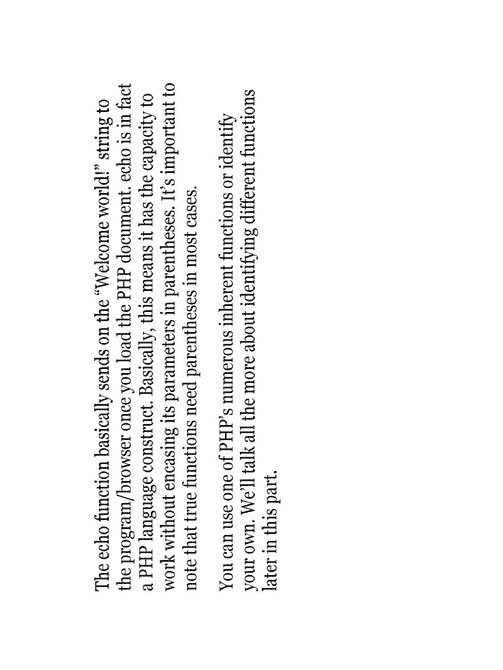 The echo function basically sends on the “Welcome world!” string to
the program/browser once you load the PHP document. echo is in fact
a PHP language construct. Basically, this means it has the capacity to
work without encasing its parameters in parentheses. It’s important to
note that true functions need parentheses in most cases.
You can use one of PHP’s numerous inherent functions or identify
your own. We’ll talk all the more about identifying different functions
later in this part.